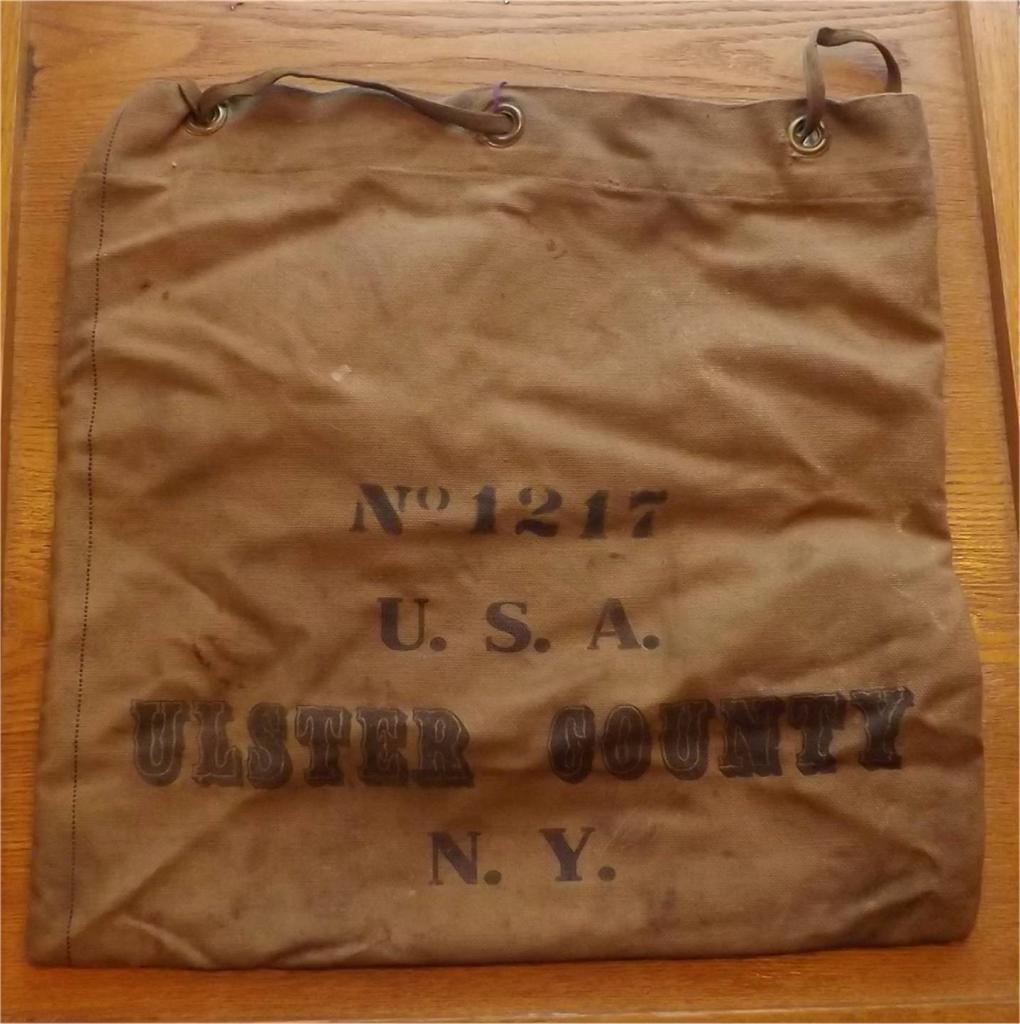 Nº 1217
U. S. A.
ULSTER COUNTY
N. Y.